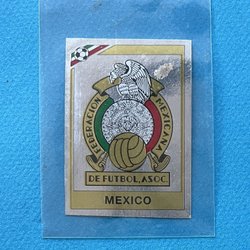 FEDERACION MEXICANA
DE FUTBOL, ASOC.
MEXICO